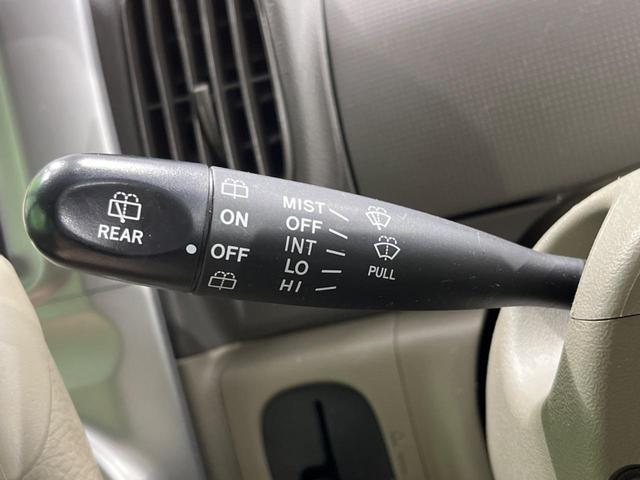 REAR
ON
OFF
MIST
OFF
INT
LO
HI
PULL